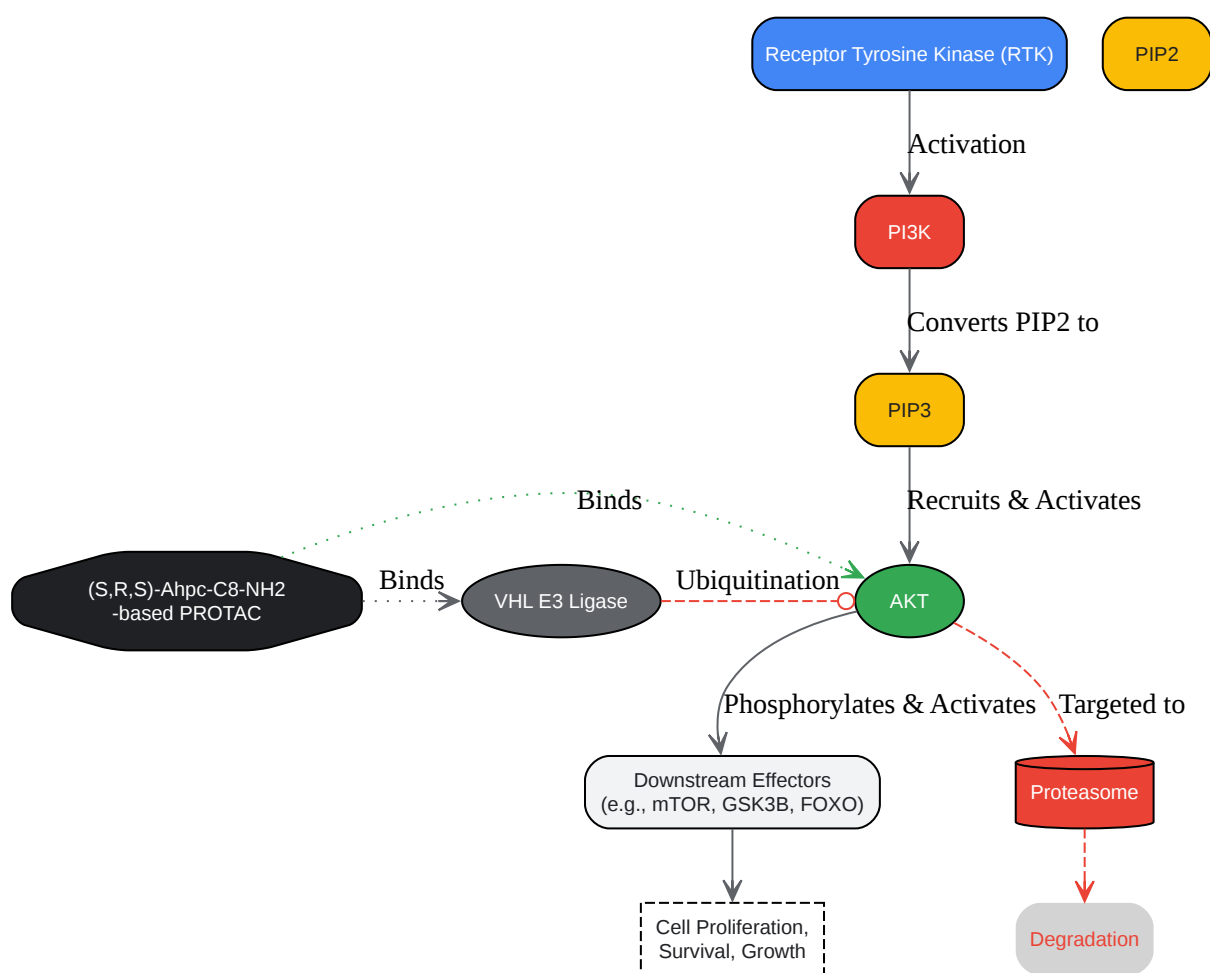 Receptor Tyrosine Kinase (RTK)
PIP2
Activation
PI3K
Converts PIP2 to
PIP3
Binds
Recruits & Activates
(S,R,S)-Ahpc-C8-NH2
-based PROTAC
Binds
VHL E3 Ligase
Ubiquitination
AKT
Phosphorylates & Activates
Targeted to
Downstream Effectors
(e.g., mTOR, GSK3B, FOXO)
Proteasome
Cell Proliferation,
Survival, Growth
Degradation